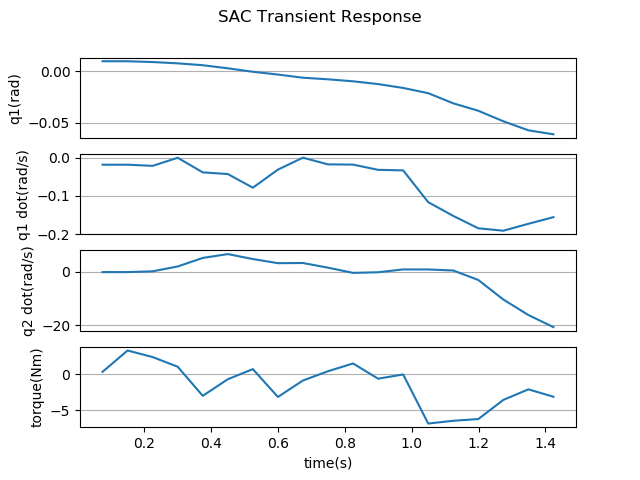 SAC Transient Response
q1(rad)
0.00
−0.05
q1 dot(rad/s)
0.0
−0.1
−0.2
q2 dot(rad/s)
0
−20
torque(Nm)
0
−5
0.2 0.4 0.6 0.8 1.0 1.2 1.4
time(s)